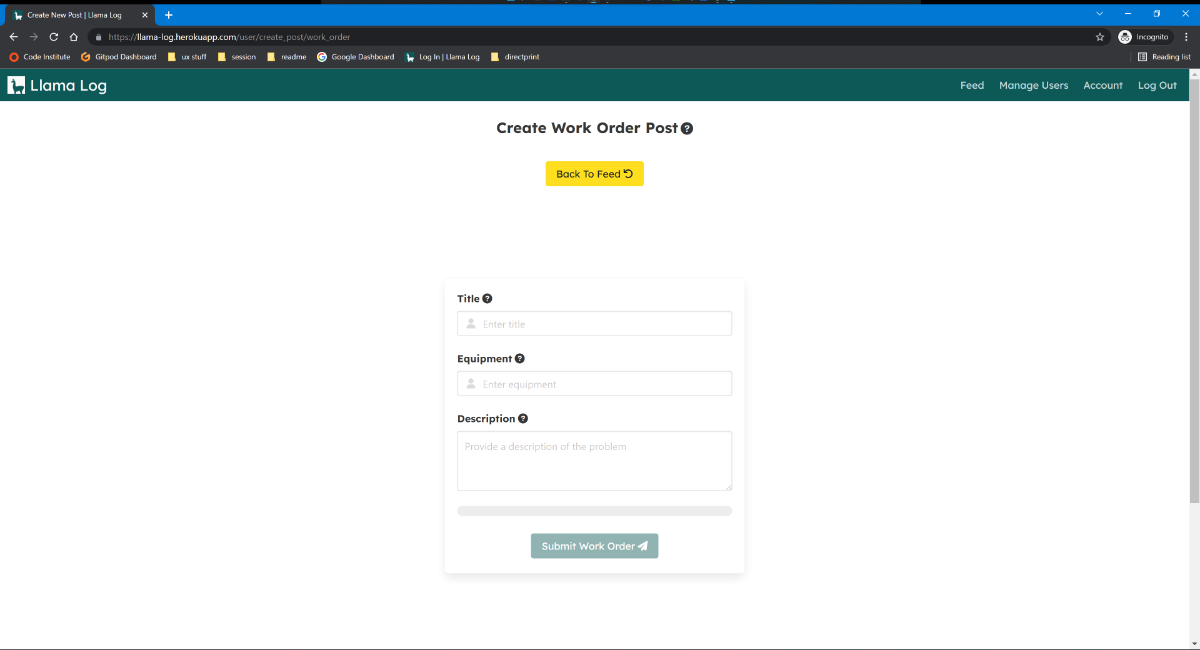 Create New Post | Llama Log
https://llama-log.herokuapp.com/user/create_post/work_order
Incognito
Code Institute Gitpod Dashboard ux stuff session readme Google Dashboard Log In | Llama Log directprint Reading list
Llama Log Feed Manage Users Account Log Out
Create Work Order Post
Back To Feed
Title
Enter title
Equipment
Enter equipment
Description
Provide a description of the problem
Submit Work Order